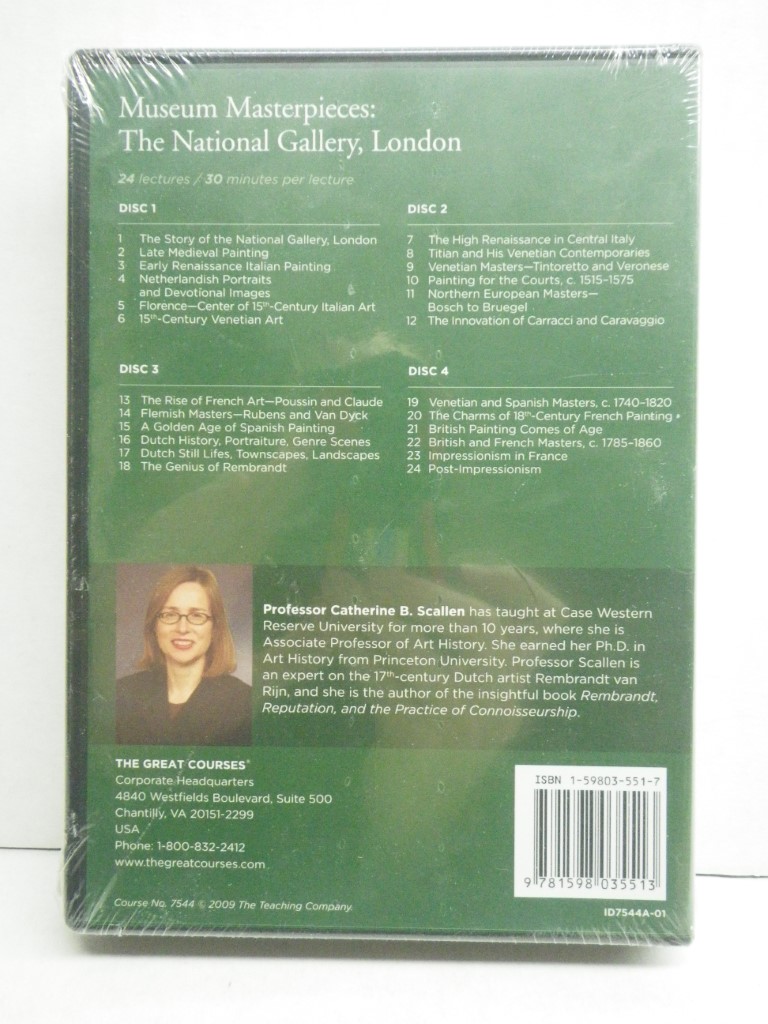 Museum Masterpieces:
The National Gallery, London
24 lectures / 30 minutes per lecture
DISC 1
1 The Story of the National Gallery, London
2 Late Medieval Painting
3 Early Renaissance Italian Painting
4 Netherlandish Portraits
and Devotional Images
5 Florence—Center of 15th-Century Italian Art
6 15th-Century Venetian Art
DISC 2
7 The High Renaissance in Central Italy
8 Titian and His Venetian Contemporaries
9 Venetian Masters—Tintoretto and Veronese
10 Painting for the Courts, c. 1515–1575
11 Northern European Masters—
Bosch to Bruegel
12 The Innovation of Carracci and Caravaggio
DISC 3
13 The Rise of French Art—Poussin and Claude
14 Flemish Masters—Rubens and Van Dyck
15 A Golden Age of Spanish Painting
16 Dutch History, Portraiture, Genre Scenes
17 Dutch Still Lifes, Townscapes, Landscapes
18 The Genius of Rembrandt
DISC 4
19 Venetian and Spanish Masters, c. 1740–1820
20 The Charms of 18th-Century French Painting
21 British Painting Comes of Age
22 British and French Masters, c. 1785–1860
23 Impressionism in France
24 Post-Impressionism
Professor Catherine B. Scallen has taught at Case Western
Reserve University for more than 10 years, where she is
Associate Professor of Art History. She earned her Ph.D. in
Art History from Princeton University. Professor Scallen is
an expert on the 17th-century Dutch artist Rembrandt van
Rijn, and she is the author of the insightful book Rembrandt,
Reputation, and the Practice of Connoisseurship.
THE GREAT COURSES®
Corporate Headquarters
4840 Westfields Boulevard, Suite 500
Chantilly, VA 20151-2299
USA
Phone: 1-800-832-2412
www.thegreatcourses.com
Course No. 7544 © 2009 The Teaching Company.
ISBN 1-59803-551-7
9 781598 035513
ID7544A-01